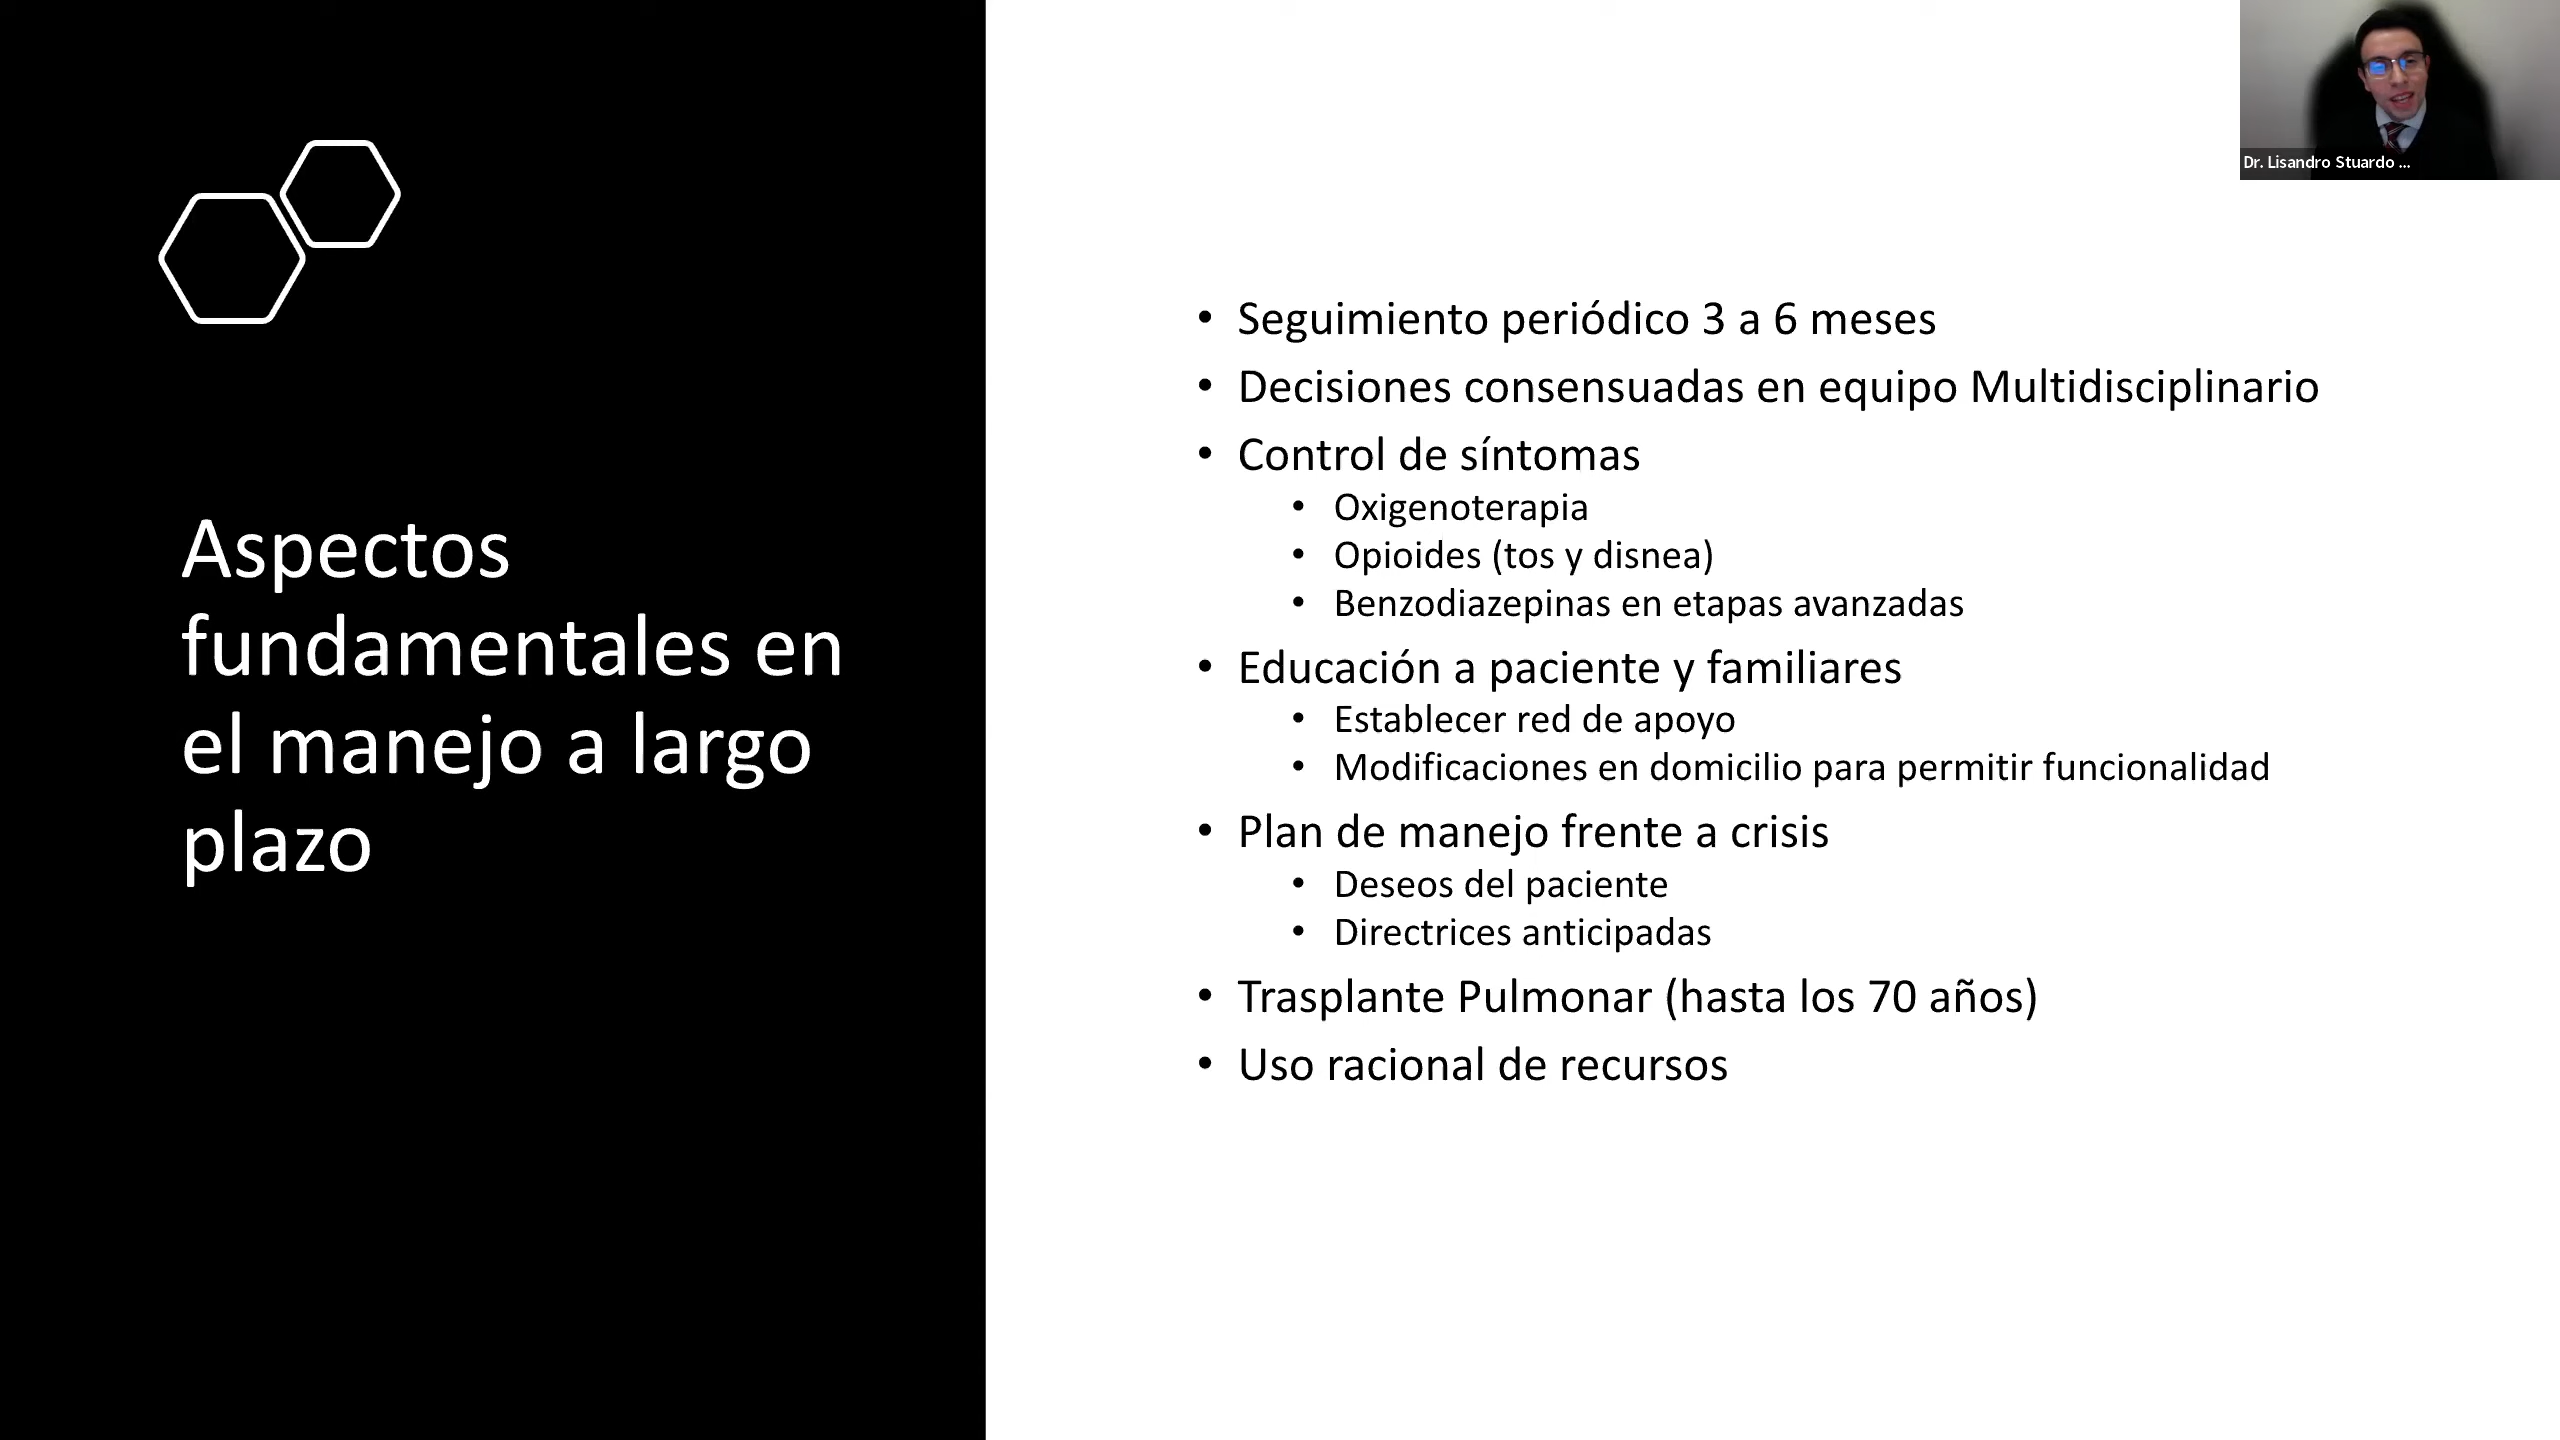 Dr. Lisandro Stuardo ...
Aspectos
fundamentales en
el manejo a largo
plazo
• Seguimiento periódico 3 a 6 meses
• Decisiones consensuadas en equipo Multidisciplinario
• Control de síntomas
• Oxigenoterapia
• Opioides (tos y disnea)
• Benzodiazepinas en etapas avanzadas
• Educación a paciente y familiares
• Establecer red de apoyo
• Modificaciones en domicilio para permitir funcionalidad
• Plan de manejo frente a crisis
• Deseos del paciente
• Directrices anticipadas
• Trasplante Pulmonar (hasta los 70 años)
• Uso racional de recursos